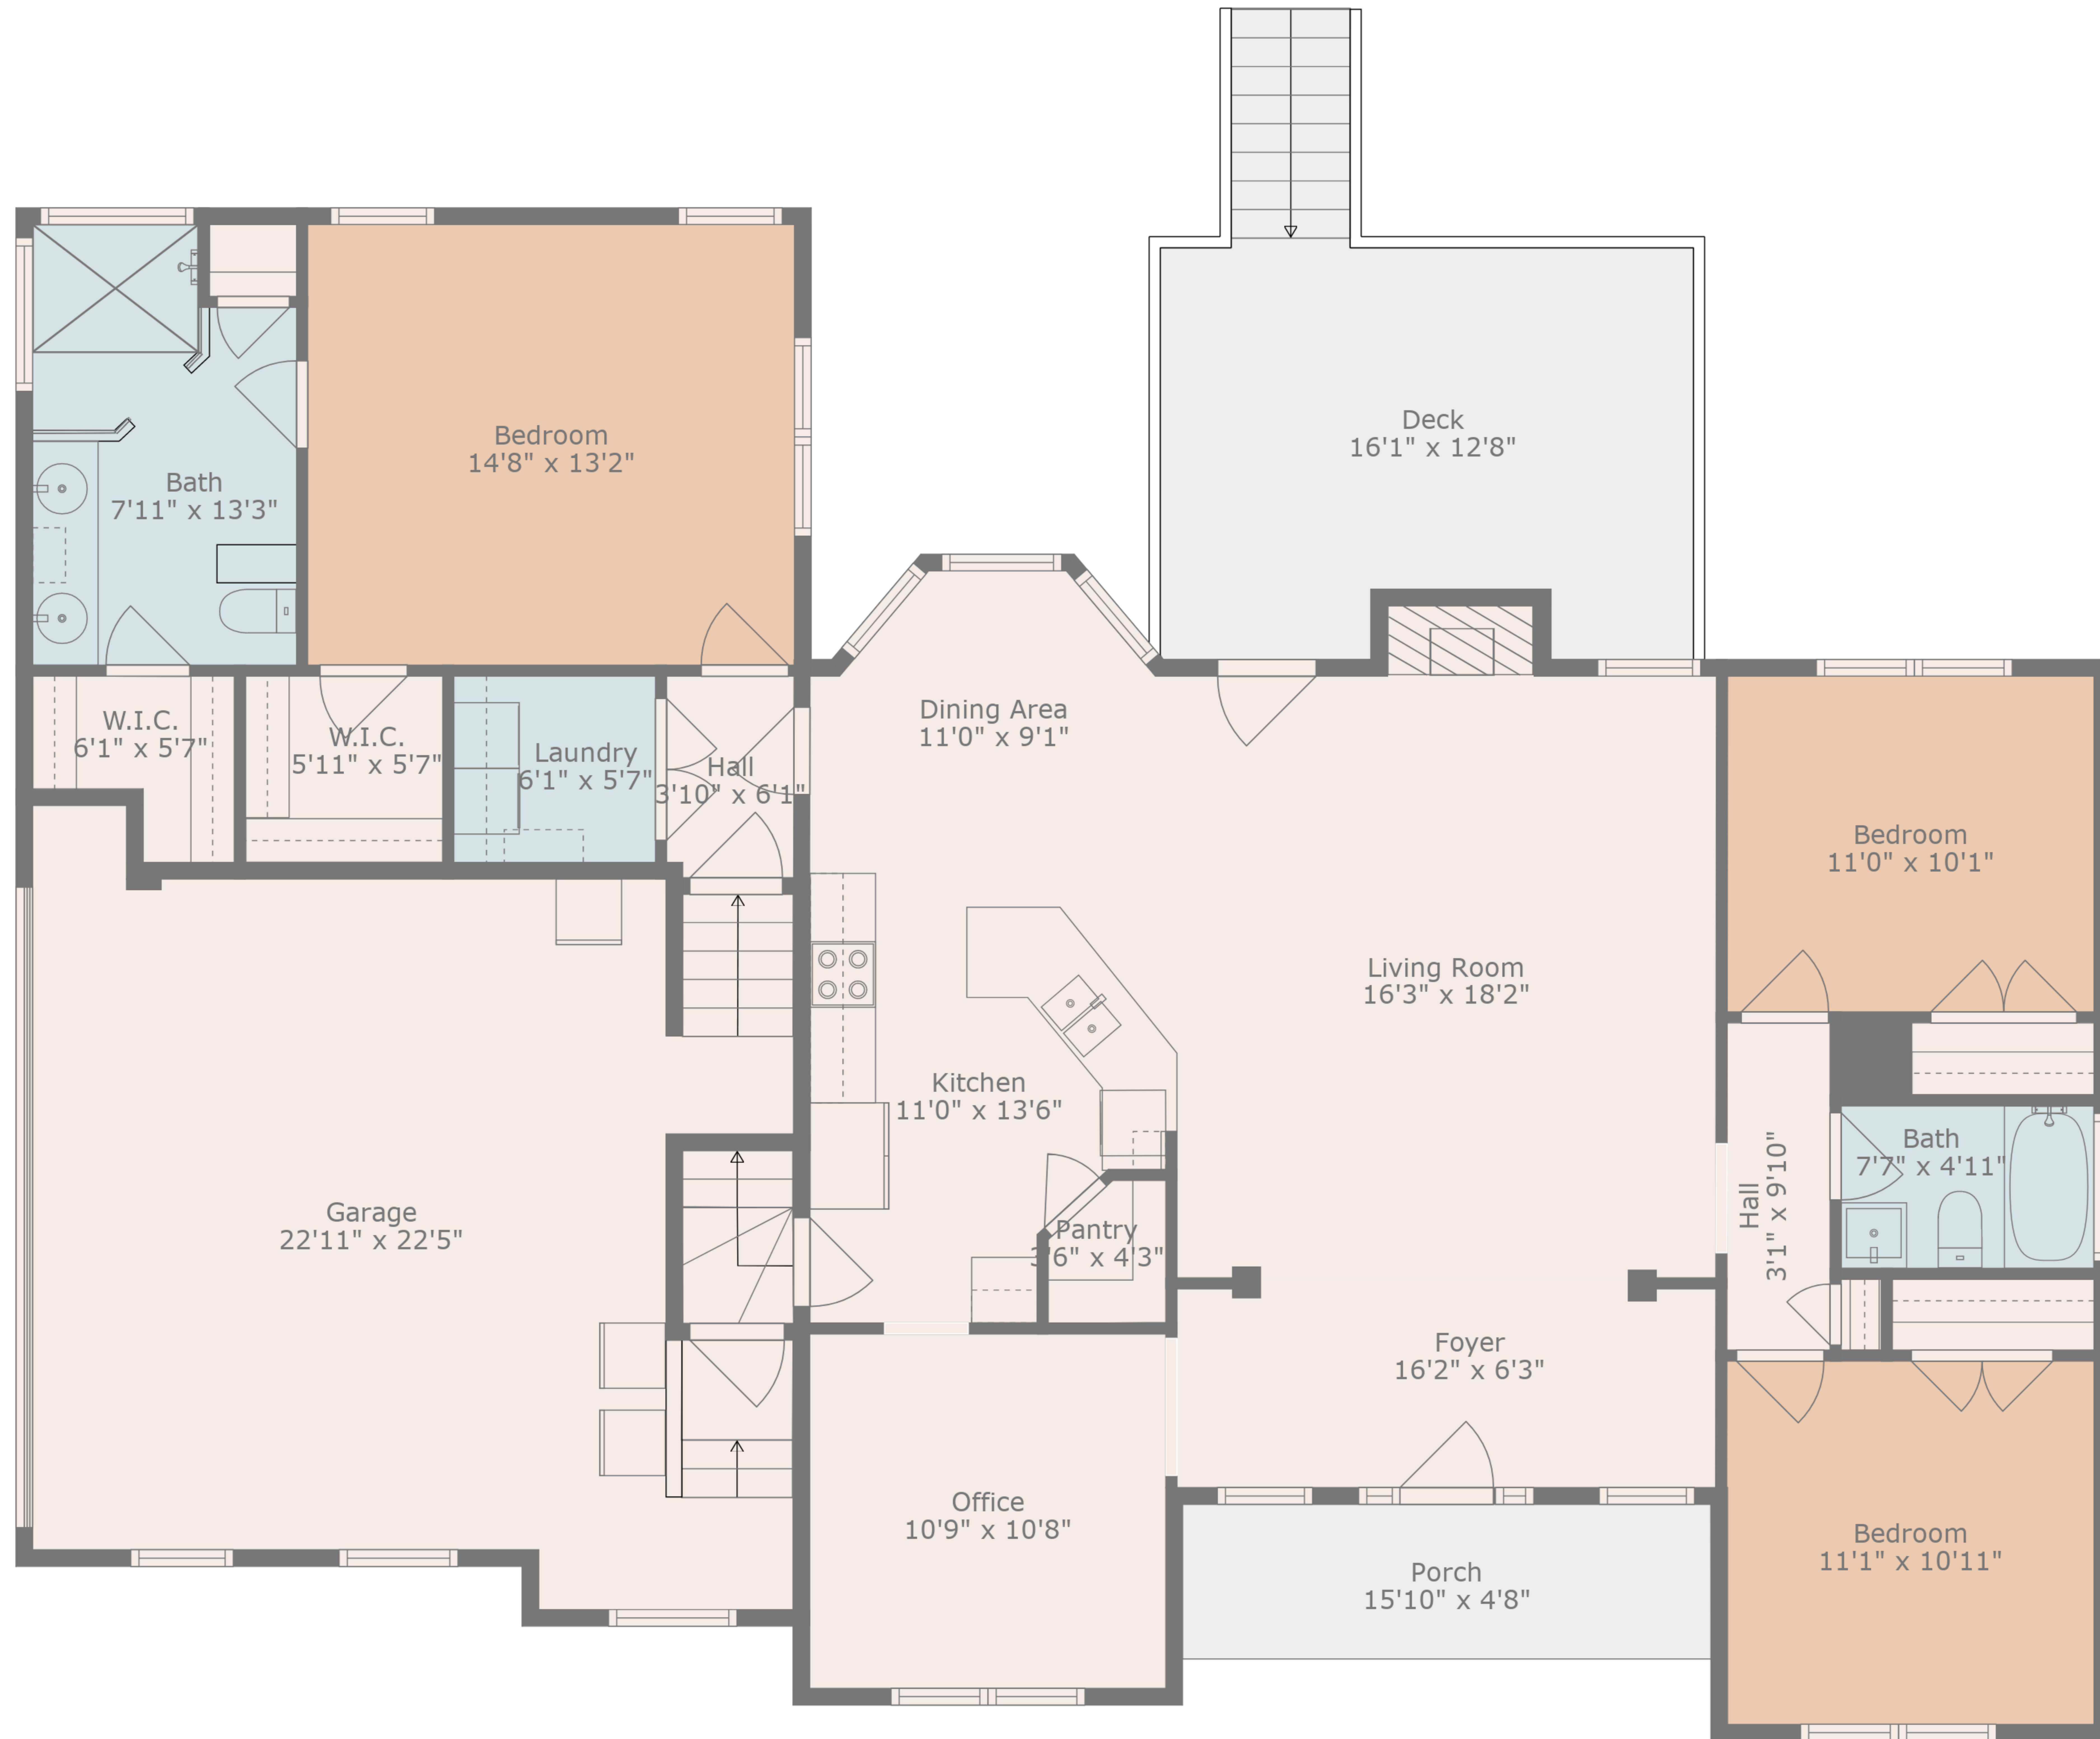 Deck
16'1" x 12'8"
Bedroom
14'8" x 13'2"
Bath
7'11" x 13'3"
W.I.C.
6'1" x 5'7"
W.I.C.
5'11" x 5'7"
Laundry
6'1" x 5'7"
Hall
3'10" x 6'1"
Dining Area
11'0" x 9'1"
Bedroom
11'0" x 10'1"
Living Room
16'3" x 18'2"
Kitchen
11'0" x 13'6"
Bath
7'7" x 4'11"
Hall
3'1" x 9'10"
Garage
22'11" x 22'5"
Pantry
3'6" x 4'3"
Foyer
16'2" x 6'3"
Office
10'9" x 10'8"
Bedroom
11'1" x 10'11"
Porch
15'10" x 4'8"